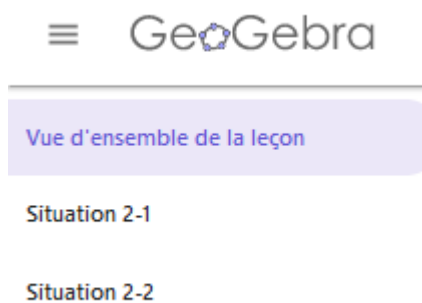 GeoGebra
Vue d'ensemble de la leçon
Situation 2-1
Situation 2-2